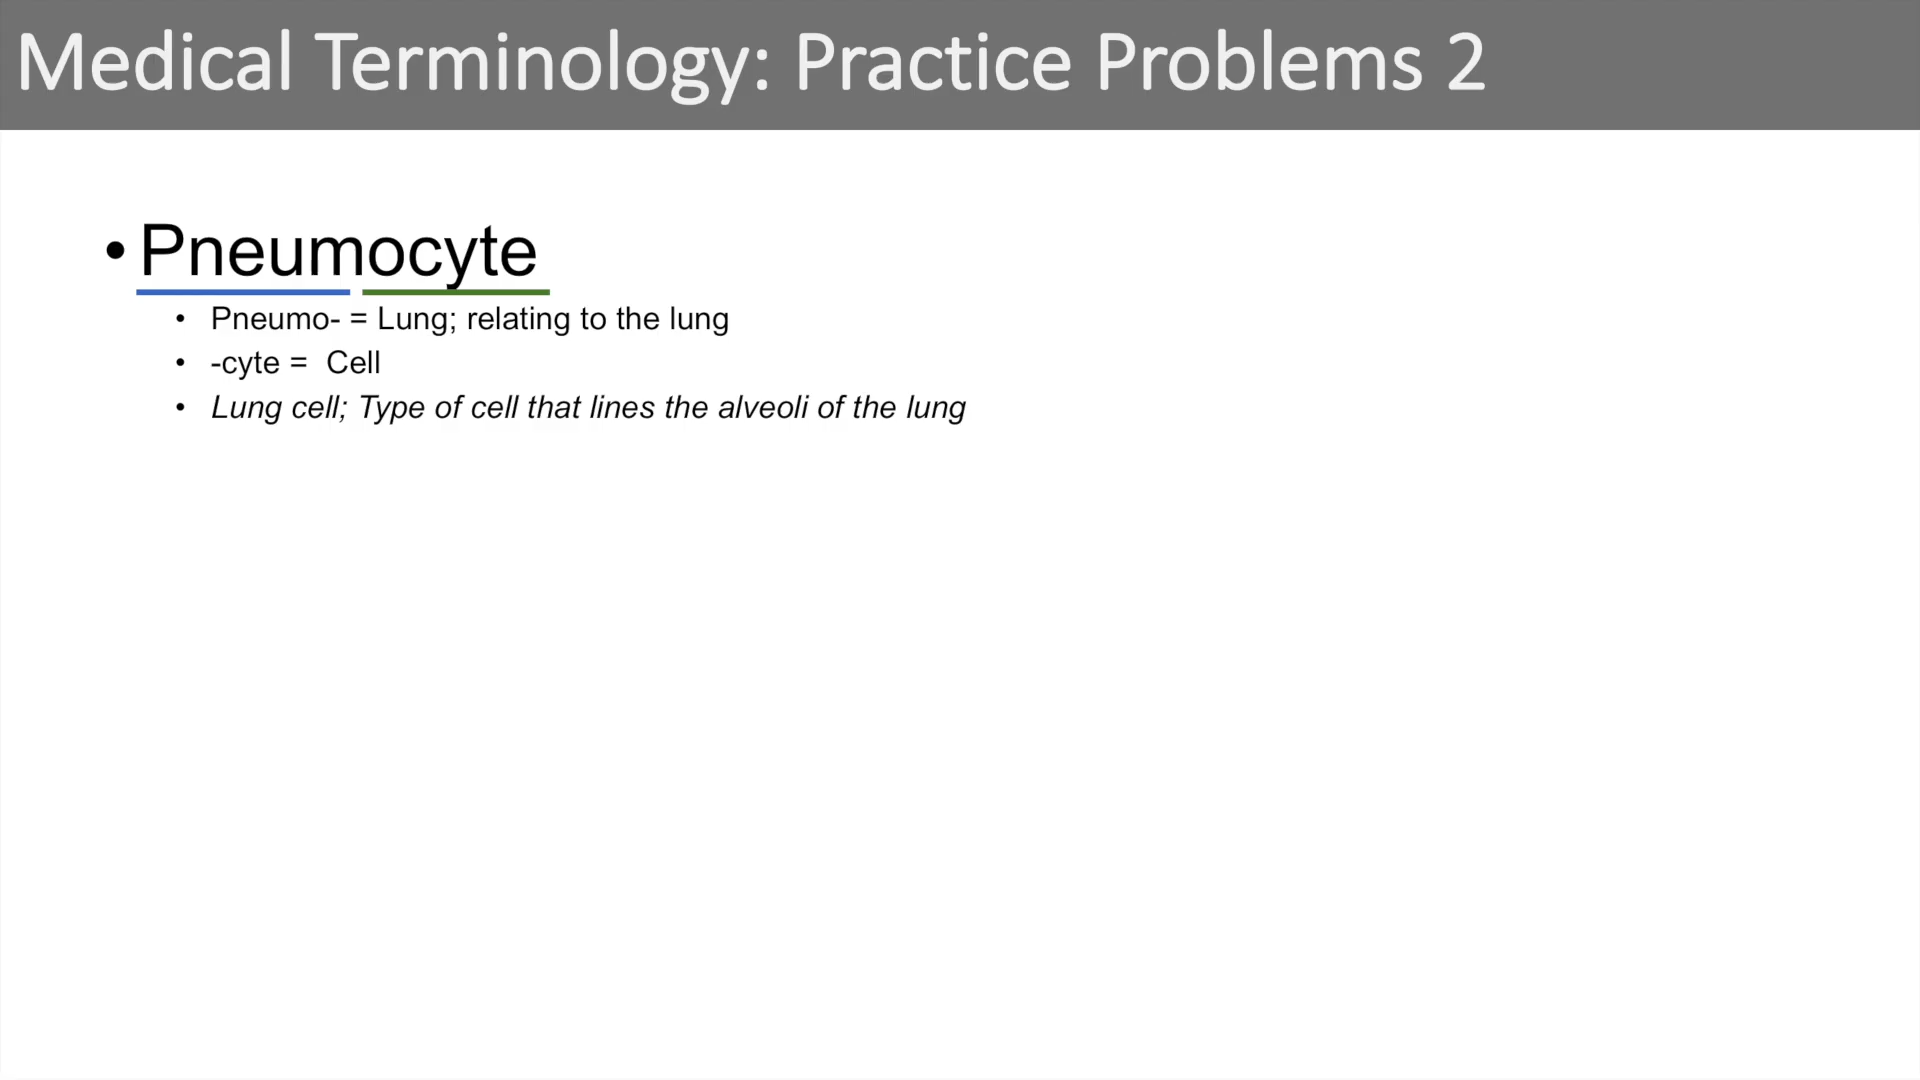 Medical Terminology: Practice Problems 2
• Pneumocyte
• Pneumo- = Lung; relating to the lung
• -cyte = Cell
• Lung cell; Type of cell that lines the alveoli of the lung